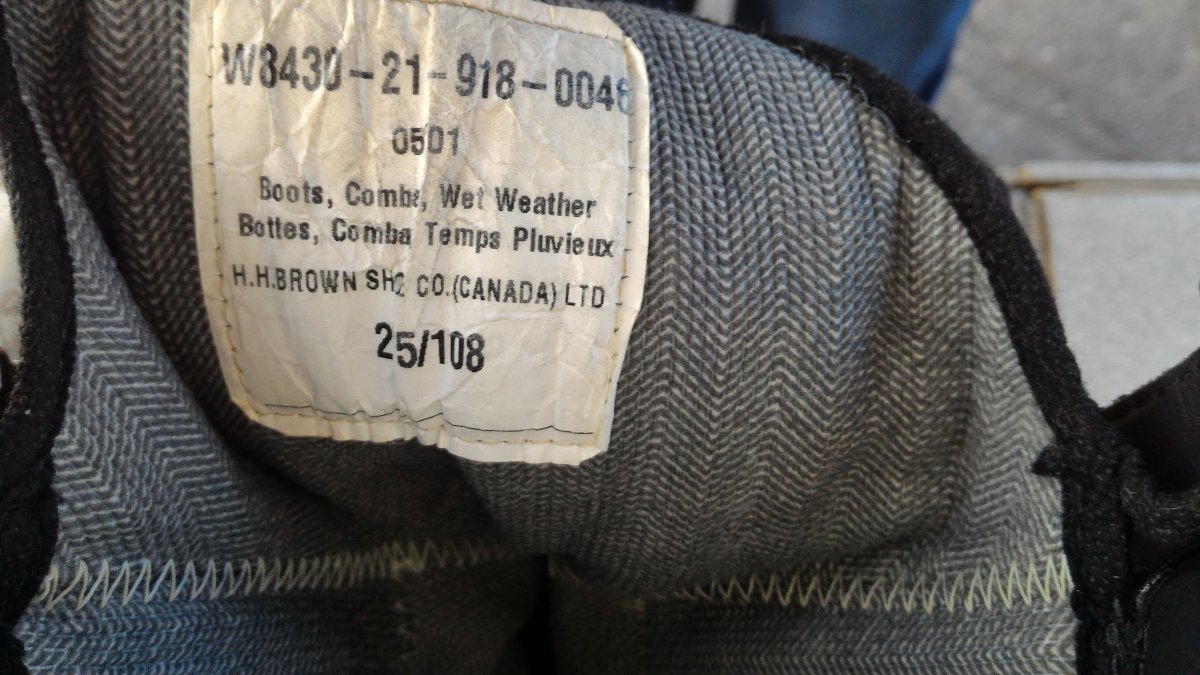 W8430-21-918-0046
0501
Boots, Comba, Wet Weather
Bottes, Comba Temps Pluvieux
H.H.BROWN SH CO.(CANADA) LTD
25/108